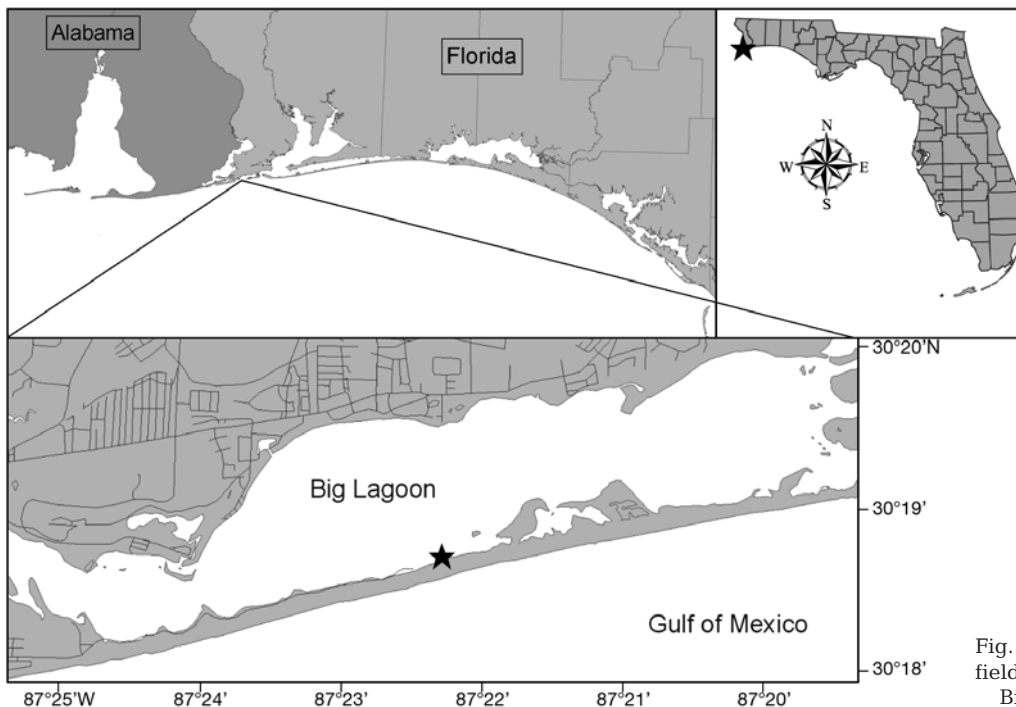 Alabama
Florida
N
W E
S
30°20'N
Big Lagoon
30°19'
Gulf of Mexico
30°18'
87°25'W 87°24' 87°23' 87°22' 87°21' 87°20'
Fig.
field
Bi